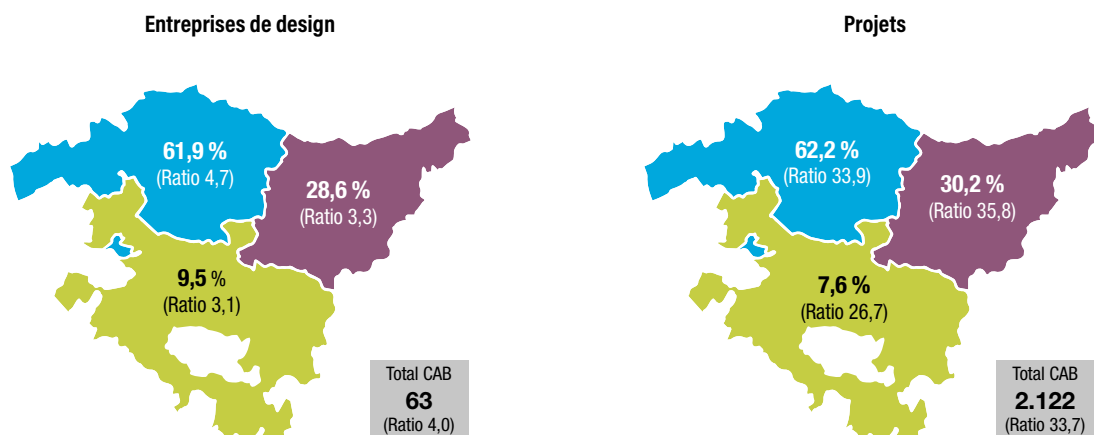 Entreprises de design
61,9 %
(Ratio 4,7)
28,6 %
(Ratio 3,3)
9,5 %
(Ratio 3,1)
Total CAB
63
(Ratio 4,0)
Projets
62,2 %
(Ratio 33,9)
30,2 %
(Ratio 35,8)
7,6 %
(Ratio 26,7)
Total CAB
2.122
(Ratio 33,7)